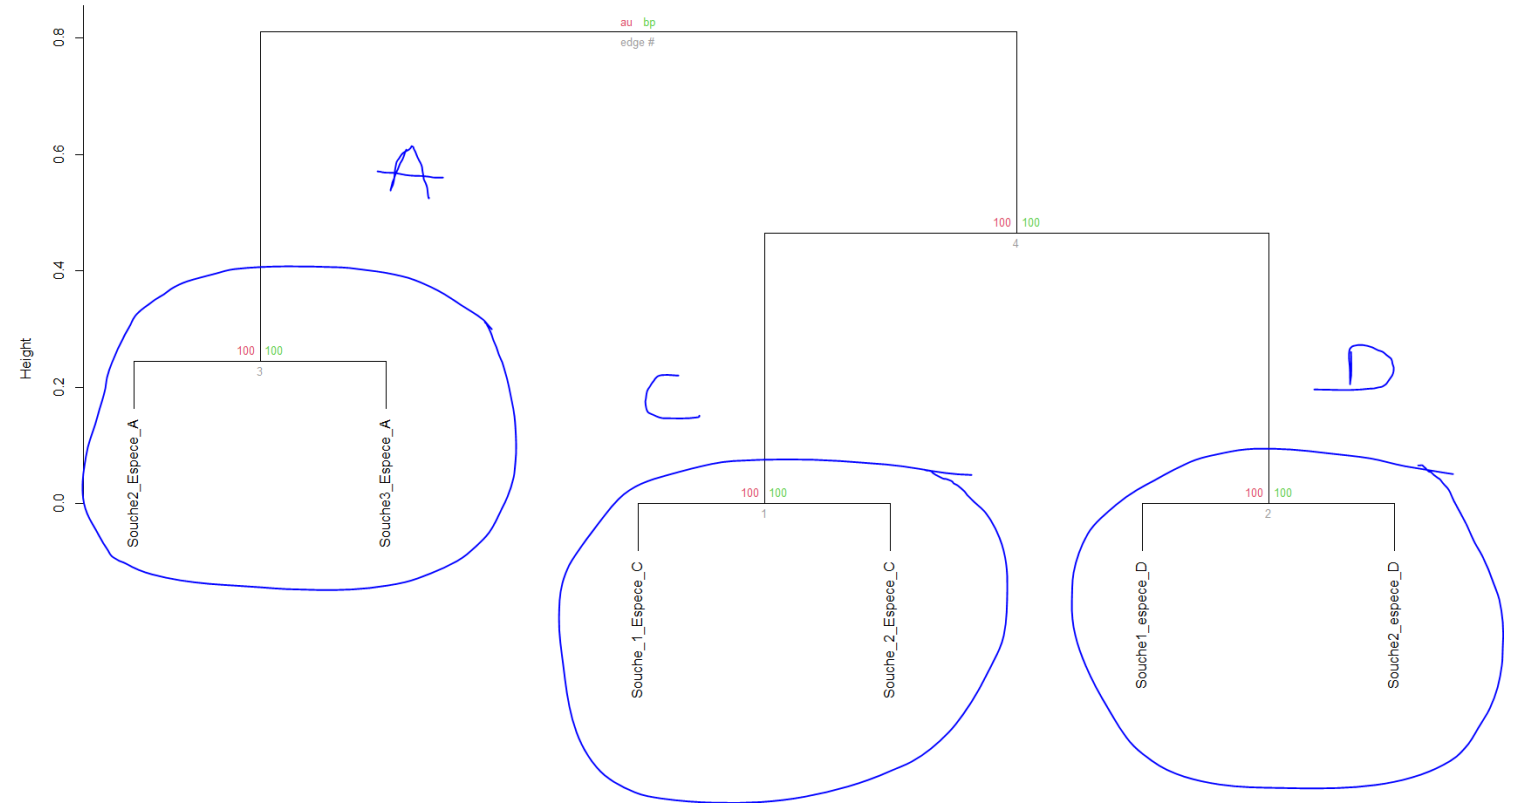 au bp
edge #
0.8
0.6
0.4
0.2
0.0
Height
A
100 100
4
100 100
3
C
D
100 100
1
100 100
2
Souche2_Espece_A
Souche3_Espece_A
Souche_1_Espece_C
Souche_2_Espece_C
Souche1_espece_D
Souche2_espece_D